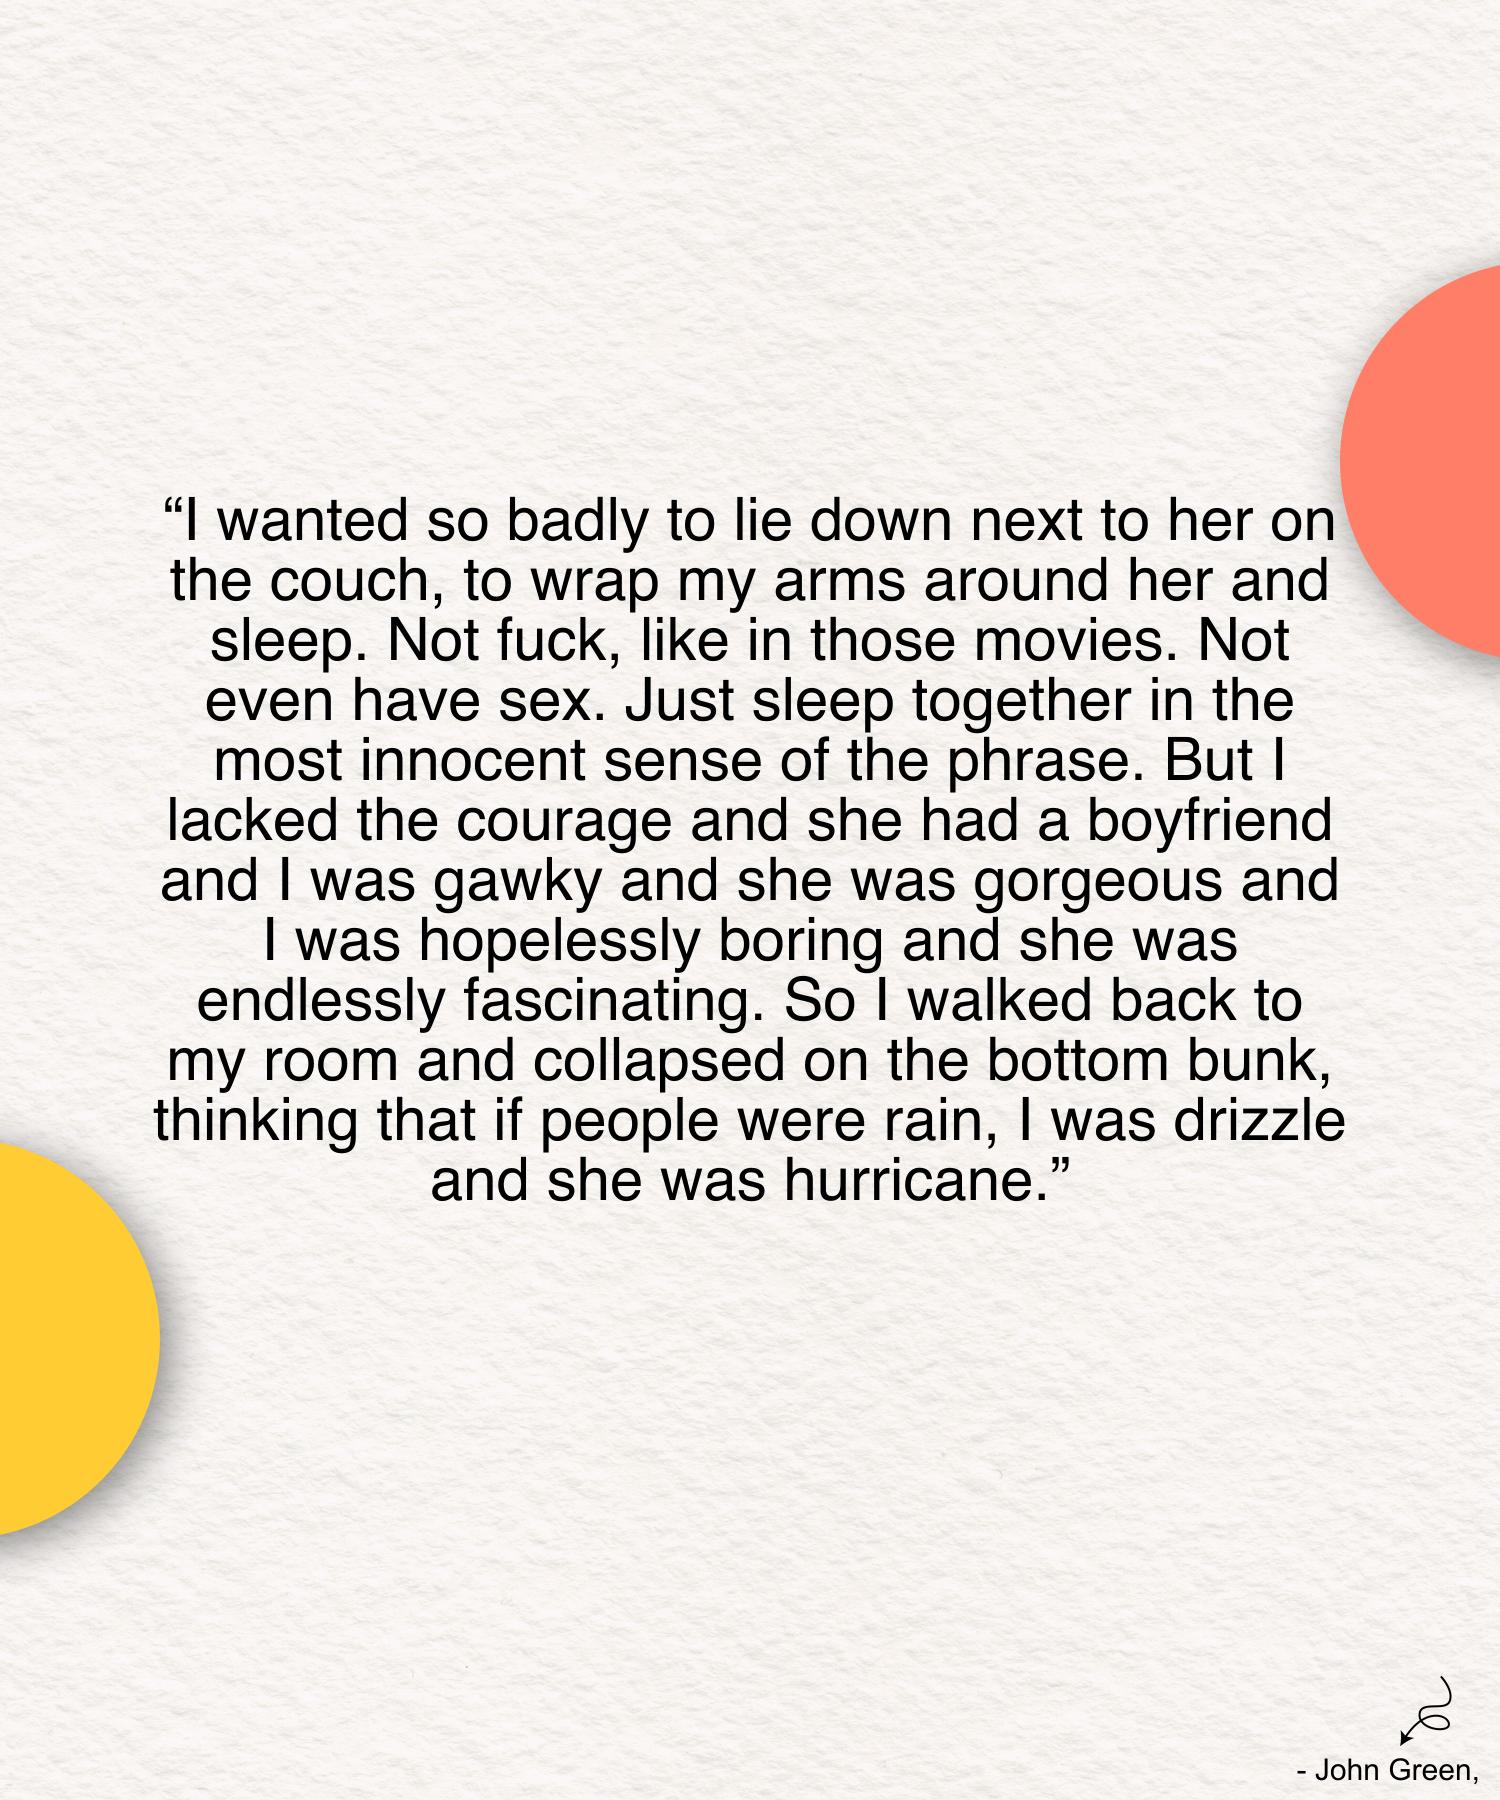 “I wanted so badly to lie down next to her on
the couch, to wrap my arms around her and
sleep. Not fuck, like in those movies. Not
even have sex. Just sleep together in the
most innocent sense of the phrase. But I
lacked the courage and she had a boyfriend
and I was gawky and she was gorgeous and
I was hopelessly boring and she was
endlessly fascinating. So I walked back to
my room and collapsed on the bottom bunk,
thinking that if people were rain, I was drizzle
and she was hurricane.”
- John Green,